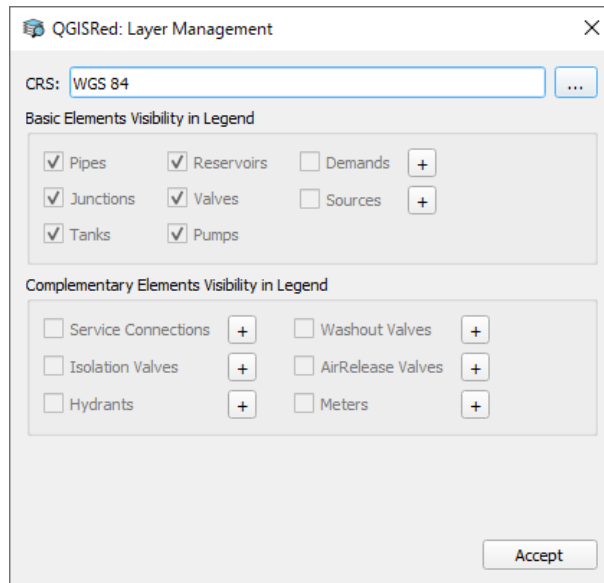 QGISRed: Layer Management
CRS: WGS 84 ...
Basic Elements Visibility in Legend
Pipes Reservoirs Demands +
Junctions Valves Sources +
Tanks Pumps
Complementary Elements Visibility in Legend
Service Connections + Washout Valves +
Isolation Valves + AirRelease Valves +
Hydrants + Meters +
Accept